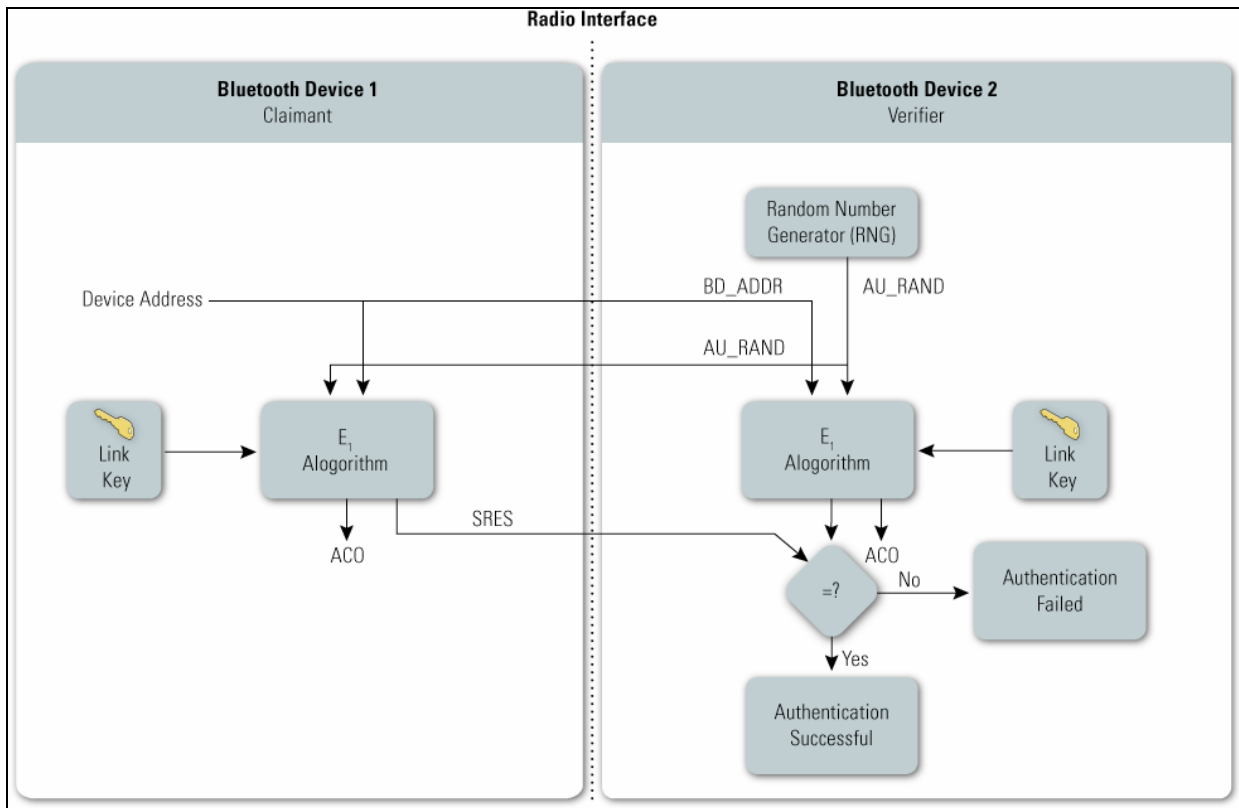 Radio Interface
Bluetooth Device 1
Claimant
Bluetooth Device 2
Verifier
Random Number
Generator (RNG)
Device Address
BD_ADDR
AU_RAND
AU_RAND
Link
Key
E1
Alogorithm
E1
Alogorithm
Link
Key
SRES
ACO
ACO
=?
No
Authentication
Failed
Yes
Authentication
Successful